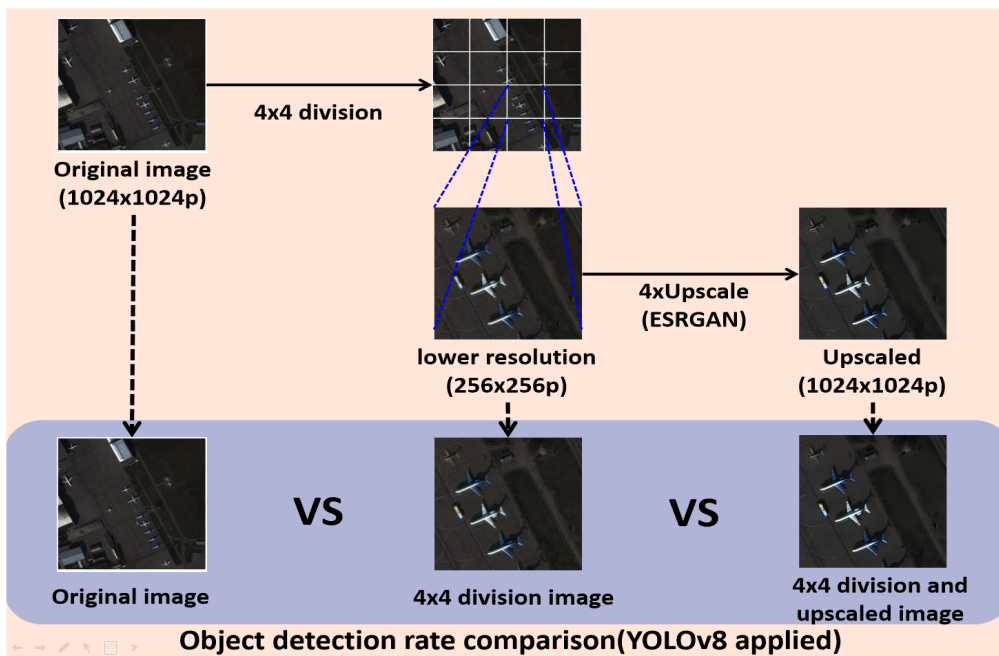 4x4 division
Original image
(1024x1024p)
4xUpscale
(ESRGAN)
lower resolution
(256x256p)
Upscaled
(1024x1024p)
VS
VS
Original image
4x4 division image
4x4 division and
upscaled image
Object detection rate comparison(YOLOv8 applied)